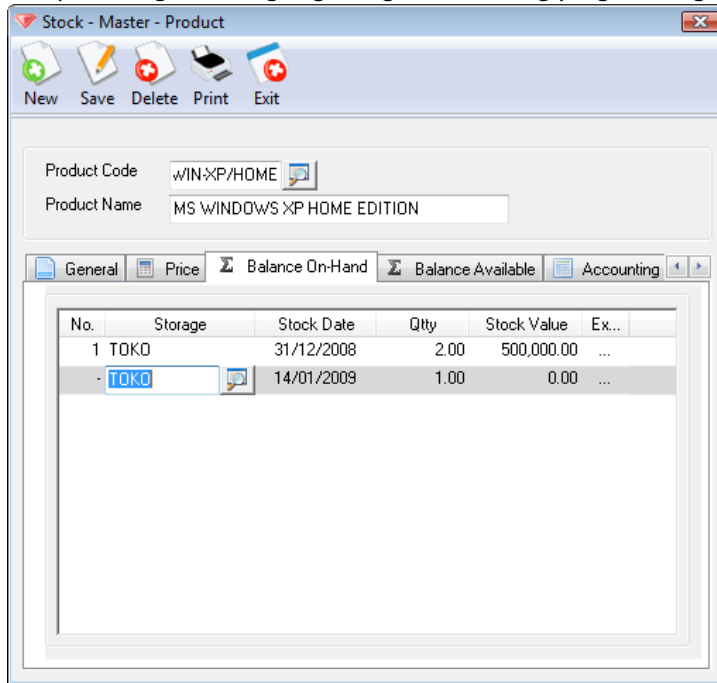 Stock - Master - Product
New Save Delete Print Exit
Product Code WIN-XP/HOME
Product Name MS WINDOWS XP HOME EDITION
General Price Σ Balance On-Hand Σ Balance Available Accounting
No. Storage Stock Date Qtty Stock Value Ex...
1 TOKO 31/12/2008 2.00 500,000.00 ...
- TOKO 14/01/2009 1.00 0.00 ...